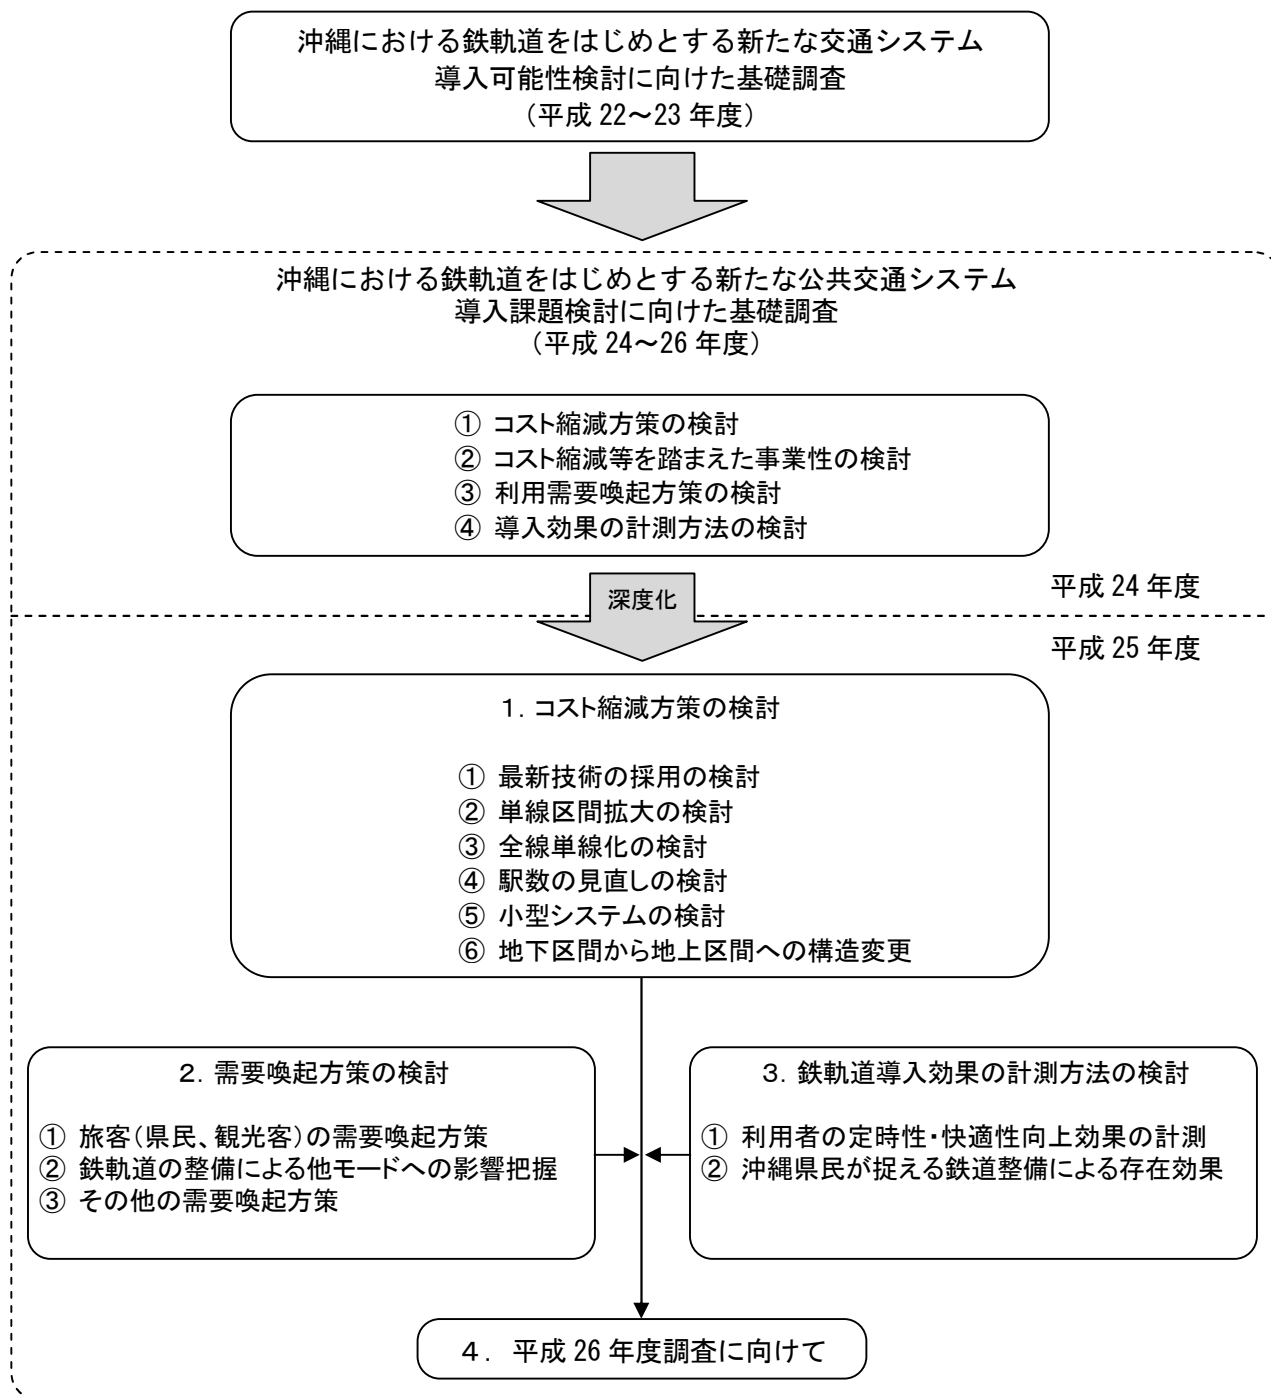 沖縄における鉄軌道をはじめとする新たな交通システム
導入可能性検討に向けた基礎調査
（平成 22～23 年度）
沖縄における鉄軌道をはじめとする新たな公共交通システム
導入課題検討に向けた基礎調査
（平成 24～26 年度）
① コスト縮減方策の検討
② コスト縮減等を踏まえた事業性の検討
③ 利用需要喚起方策の検討
④ 導入効果の計測方法の検討
平成 24 年度
深度化
平成 25 年度
１．コスト縮減方策の検討
① 最新技術の採用の検討
② 単線区間拡大の検討
③ 全線単線化の検討
④ 駅数の見直しの検討
⑤ 小型システムの検討
⑥ 地下区間から地上区間への構造変更
２．需要喚起方策の検討
① 旅客（県民、観光客）の需要喚起方策
② 鉄軌道の整備による他モードへの影響把握
③ その他の需要喚起方策
３．鉄軌道導入効果の計測方法の検討
① 利用者の定時性・快適性向上効果の計測
② 沖縄県民が捉える鉄道整備による存在効果
４． 平成 26 年度調査に向けて